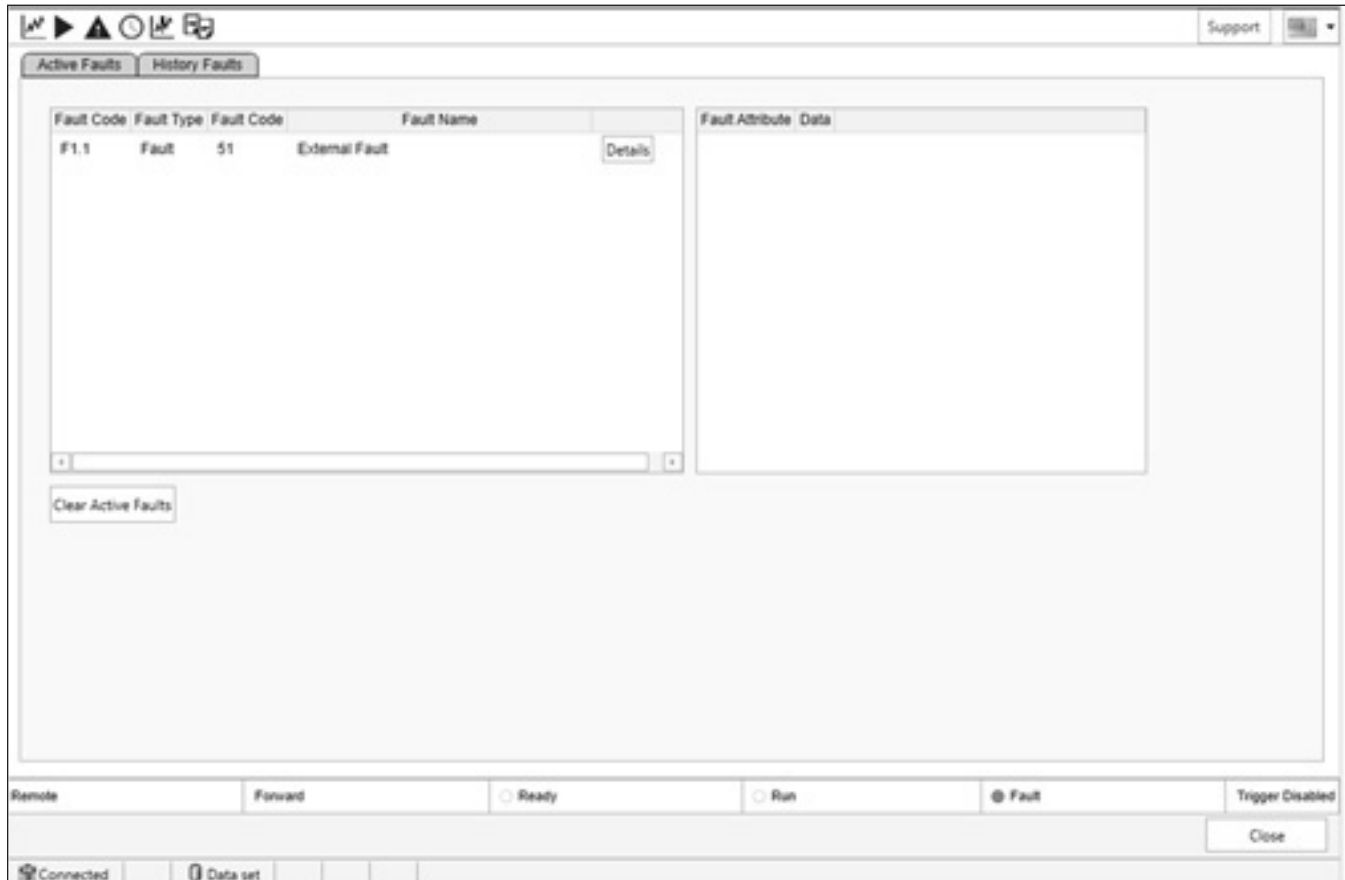 Support
Active Faults History Faults
Fault Code Fault Type Fault Code Fault Name
Fault Attribute Data
F1.1 Fault 51 External Fault Details
Clear Active Faults
Remote Forward Ready Run Fault Trigger Disabled
Close
Connected Data set